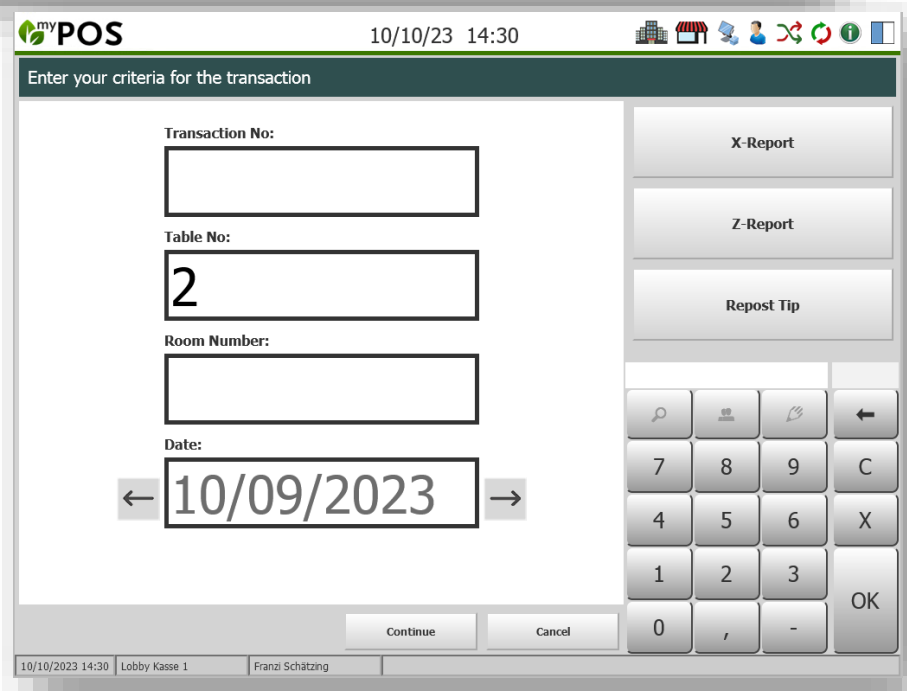 myPOS 10/10/23 14:30
Enter your criteria for the transaction
Transaction No:
Table No:
2
Room Number:
Date:
← 10/09/2023 →
Continue Cancel
X-Report
Z-Report
Repost Tip
7 8 9 C
4 5 6 X
1 2 3 OK
0 , -
10/10/2023 14:30 Lobby Kasse 1 Franzi Schätzing